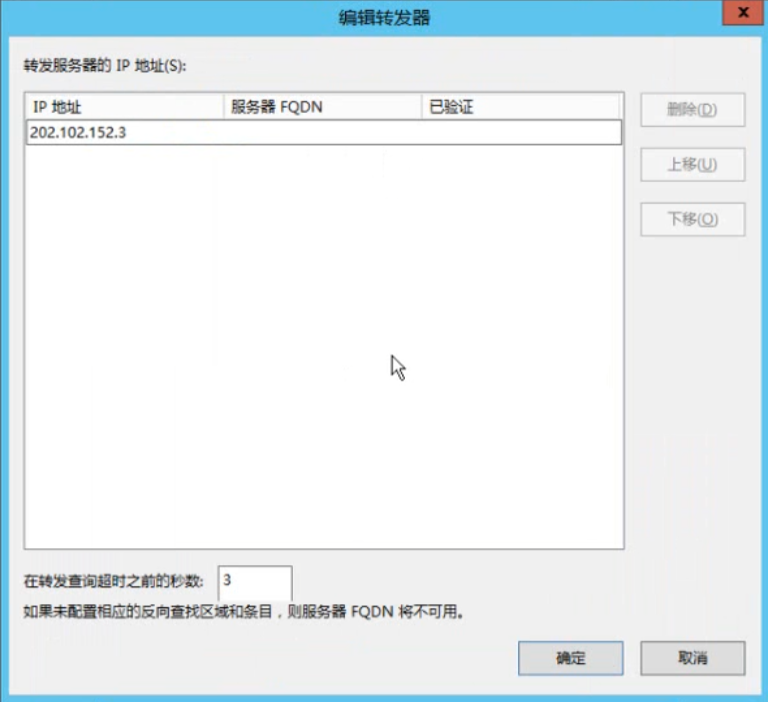 编辑转发器
转发服务器的 IP 地址(S):
IP 地址 服务器 FQDN 已验证
202.102.152.3
删除(D)
上移(U)
下移(O)
在转发查询超时之前的秒数: 3
如果未配置相应的反向查找区域和条目，则服务器 FQDN 将不可用。
确定 取消